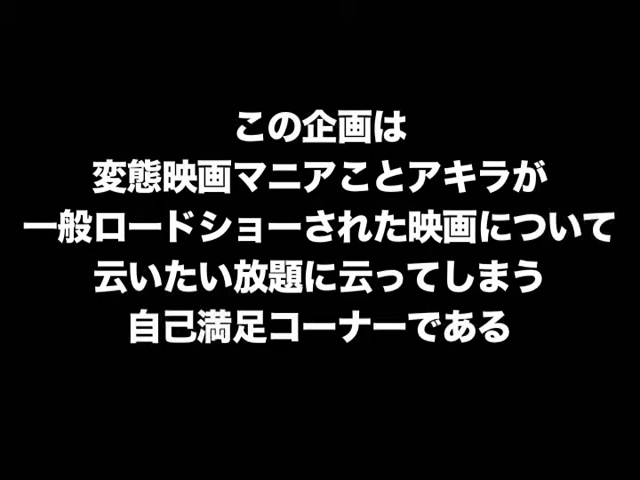 この企画は
変態映画マニアことアキラが
一般ロードショーされた映画について
云いたい放題に云ってしまう
自己満足コーナーである